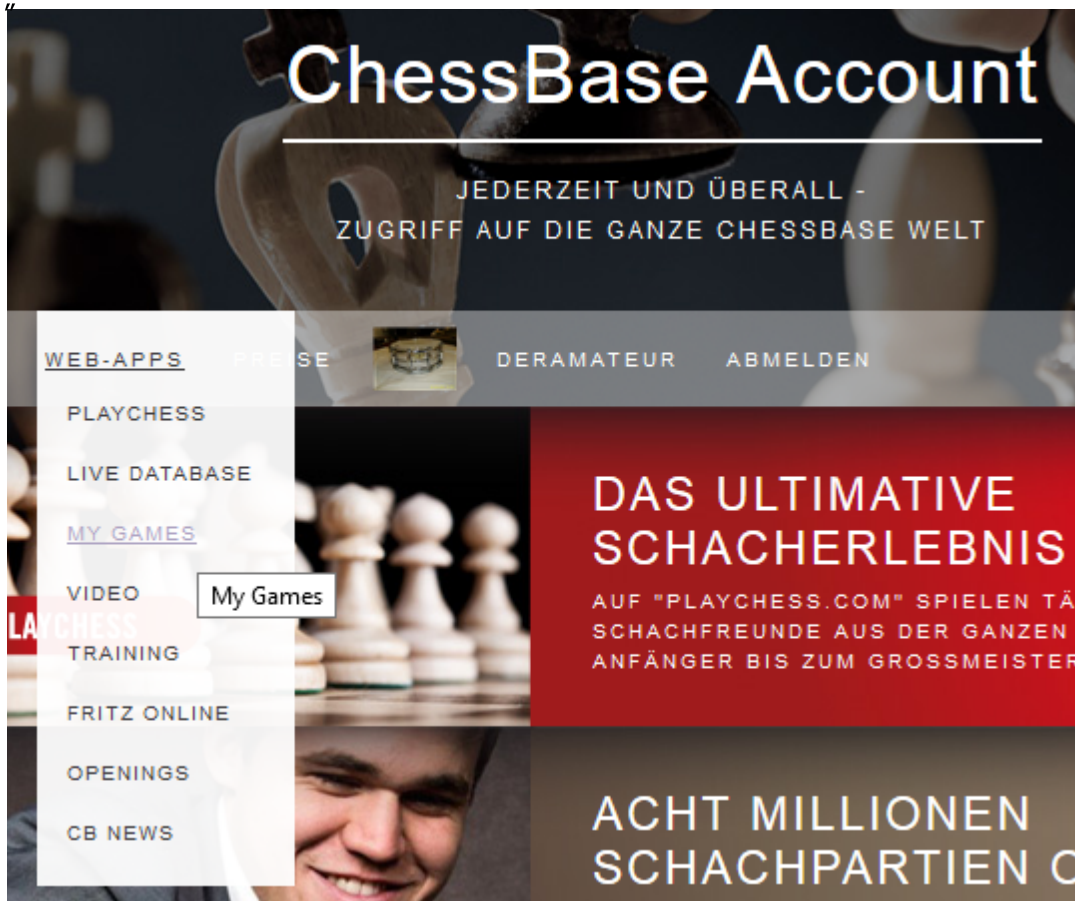 "
ChessBase Account
JEDERZEIT UND ÜBERALL -
ZUGRIFF AUF DIE GANZE CHESSBASE WELT
WEB-APPS PREISE DERAMATEUR ABMELDEN
PLAYCHESS
LIVE DATABASE
MY GAMES
VIDEO
My Games
LAYCHESS
TRAINING
FRITZ ONLINE
OPENINGS
CB NEWS
DAS ULTIMATIVE
SCHACHERLEBNIS
AUF "PLAYCHESS.COM" SPIELEN TÄ
SCHACHFREUNDE AUS DER GANZEN
ANFÄNGER BIS ZUM GROSSMEISTER
ACHT MILLIONEN
SCHACHPARTIEN